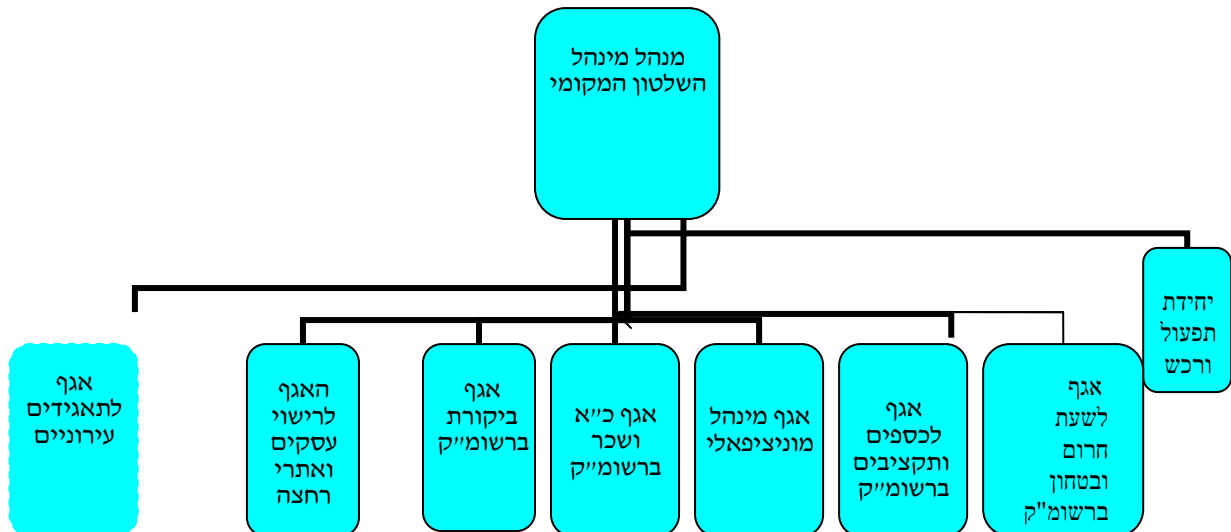 מנהל מינהל
השלטון המקומי
יחידת
תפעול
ורכש
אגף
לשעת
חרום
ובטחון
ברשומ"ק
אגף
לכספים
ותקציבים
ברשומ״ק
אגף מינהל
מוניציפאלי
אגף כ״א
ושכר
ברשומ״ק
אגף
ביקורת
ברשומ״ק
האגף
לרישוי
עסקים
ואתרי
רחצה
אגף
לתאגידים
עירוניים